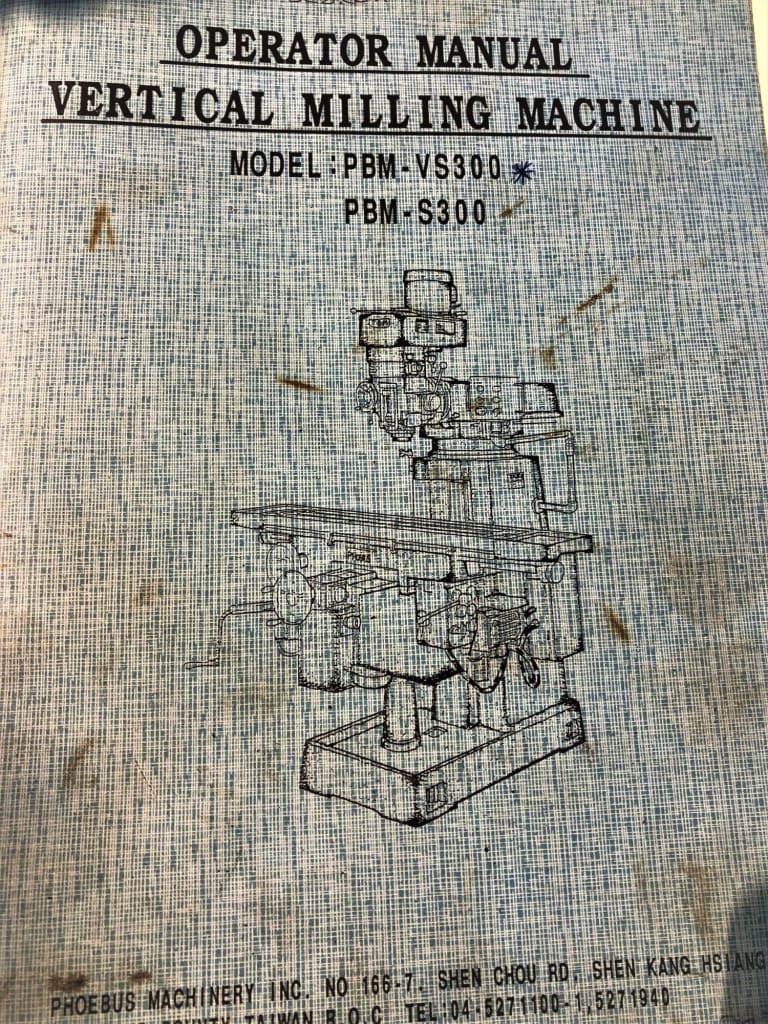 OPERATOR MANUAL
VERTICAL MILLING MACHINE
MODEL:PBM-VS300*
PBM-S300
PHOEBUS MACHINERY INC. NO 166-7. SHEN CHOU RD, SHEN KANG HSIANG
COUNTY TAIWAN R.O.C TEL:04-5271100-1,5271940